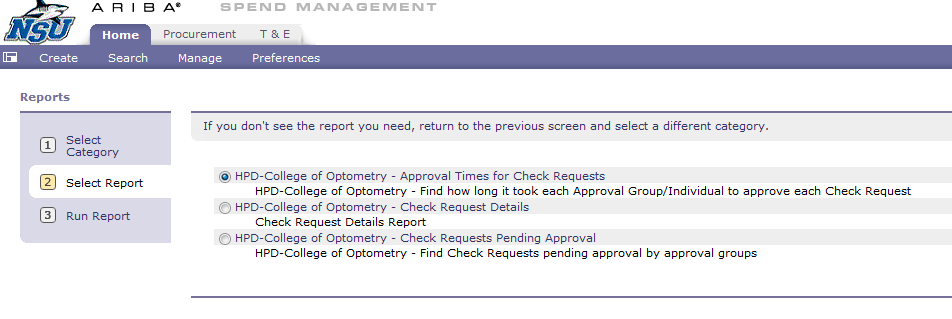 NSU ARIBA® SPEND MANAGEMENT
Home Procurement T & E
Create Search Manage Preferences
Reports
If you don't see the report you need, return to the previous screen and select a different category.
1 Select
Category
2 Select Report
3 Run Report
HPD-College of Optometry - Approval Times for Check Requests
HPD-College of Optometry - Find how long it took each Approval Group/Individual to approve each Check Request
HPD-College of Optometry - Check Request Details
Check Request Details Report
HPD-College of Optometry - Check Requests Pending Approval
HPD-College of Optometry - Find Check Requests pending approval by approval groups